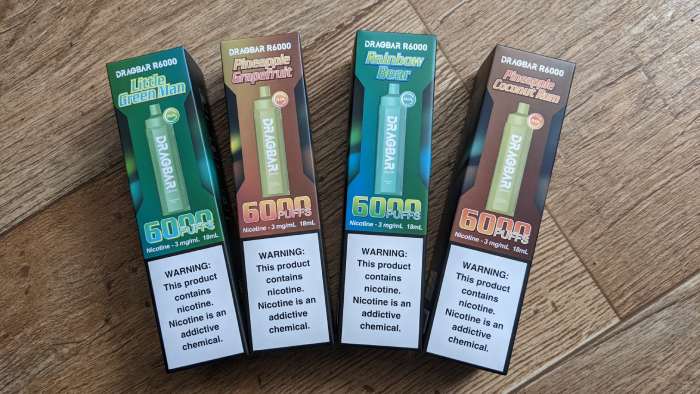 DRAGBAR R6000
Little
Green Man
DRAGBAR
6000
PUFFS
Nicotine - 3 mg/mL 18mL
WARNING:
This product
contains
nicotine.
Nicotine is an
addictive
chemical.
DRAGBAR R6000
Pineapple
Grapefruit
DRAGBAR
6000
PUFFS
Nicotine - 3 mg/mL 18mL
WARNING:
This product
contains
nicotine.
Nicotine is an
addictive
chemical.
DRAGBAR R6000
Rainbow
Bear
DRAGBAR
6000
PUFFS
Nicotine - 3 mg/mL 18mL
WARNING:
This product
contains
nicotine.
Nicotine is an
addictive
chemical.
DRAGBAR R6000
Pineapple
Coconut Rum
DRAGBAR
6000
PUFFS
Nicotine - 3 mg/mL 18mL
WARNING:
This product
contains
nicotine.
Nicotine is an
addictive
chemical.